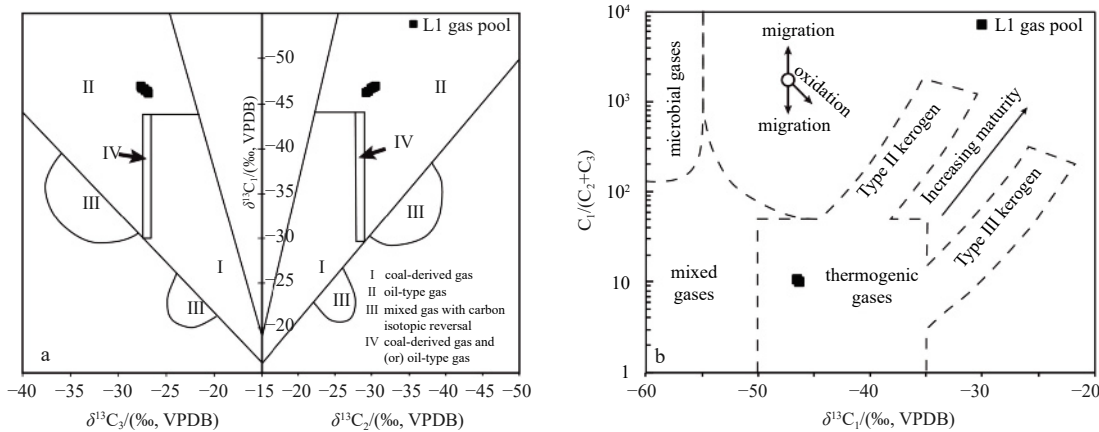 ■ L1 gas pool
II
IV
III
I
III
−50
−45
−40
−35
−30
−25
−20
δ¹³C₁/(‰, VPDB)
II
IV
III
I
III
I coal-derived gas
II oil-type gas
III mixed gas with carbon
isotopic reversal
IV coal-derived gas and
(or) oil-type gas
a
−40 −35 −30 −25 −20 −15 −20 −25 −30 −35 −40 −45 −50
δ¹³C₃/(‰, VPDB) δ¹³C₂/(‰, VPDB)
10⁴
10³
10²
10
1
C₁/(C₂+C₃)
■ L1 gas pool
microbial gases
migration
oxidation
migration
Type II kerogen
Increasing maturity
Type III kerogen
mixed
gases
thermogenic
gases
b
−60 −50 −40 −30 −20
δ¹³C₁/(‰, VPDB)